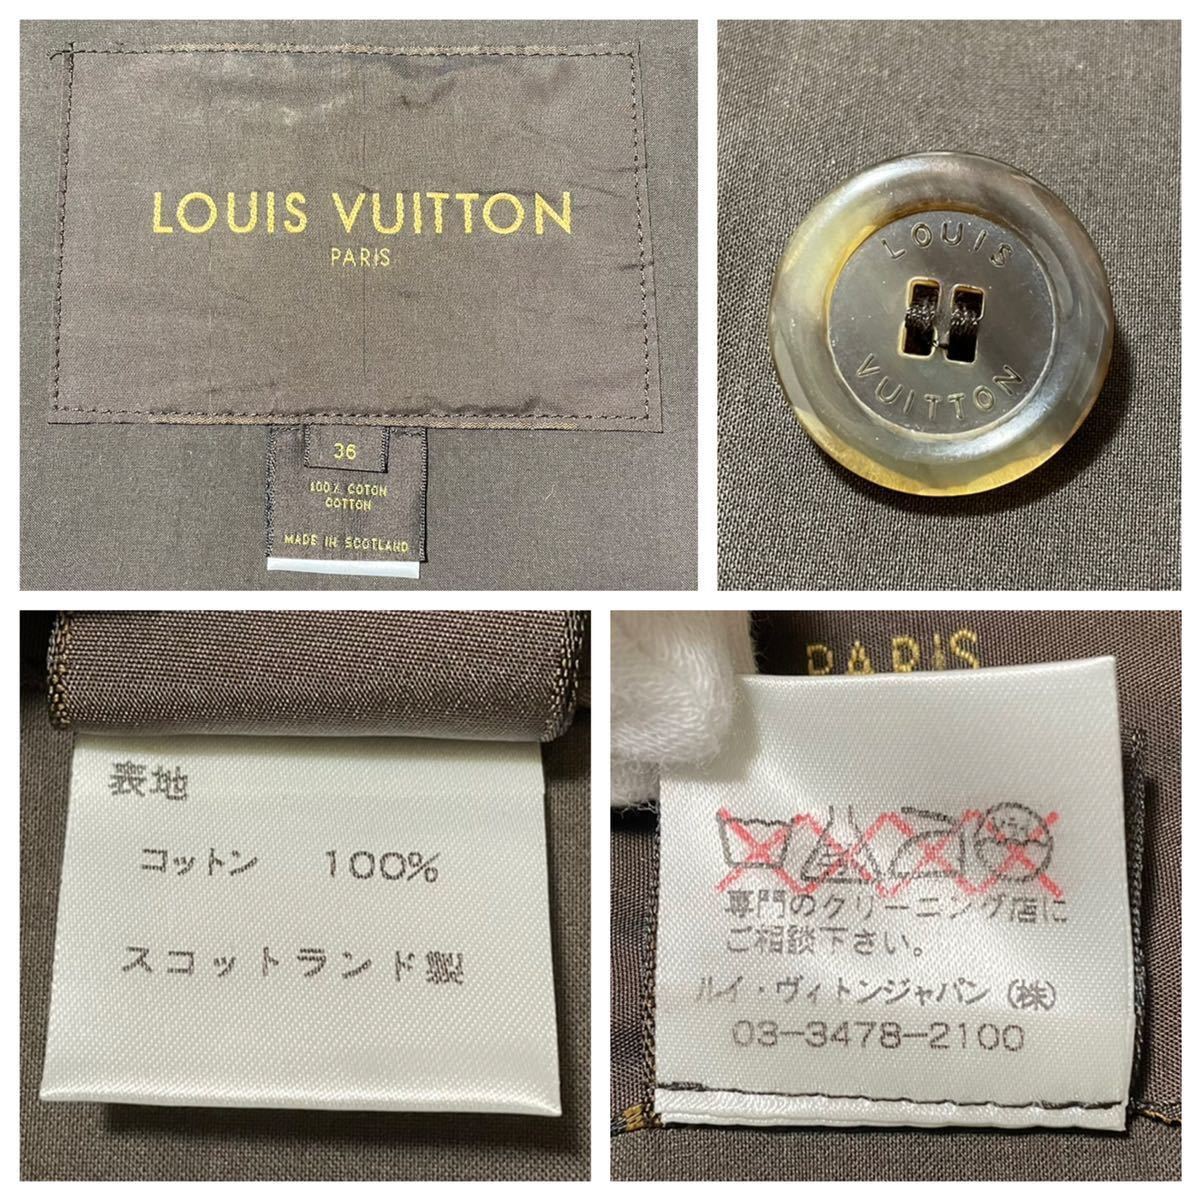 LOUIS VUITTON
PARIS
36
100% COTON
COTTON
MADE IN SCOTLAND
LOUIS
VUITTON
表地
コットン 100%
スコットランド製
PARIS
専門のクリーニング店に
ご相談下さい。
ルイ・ヴィトンジャパン(株)
03-3478-2100